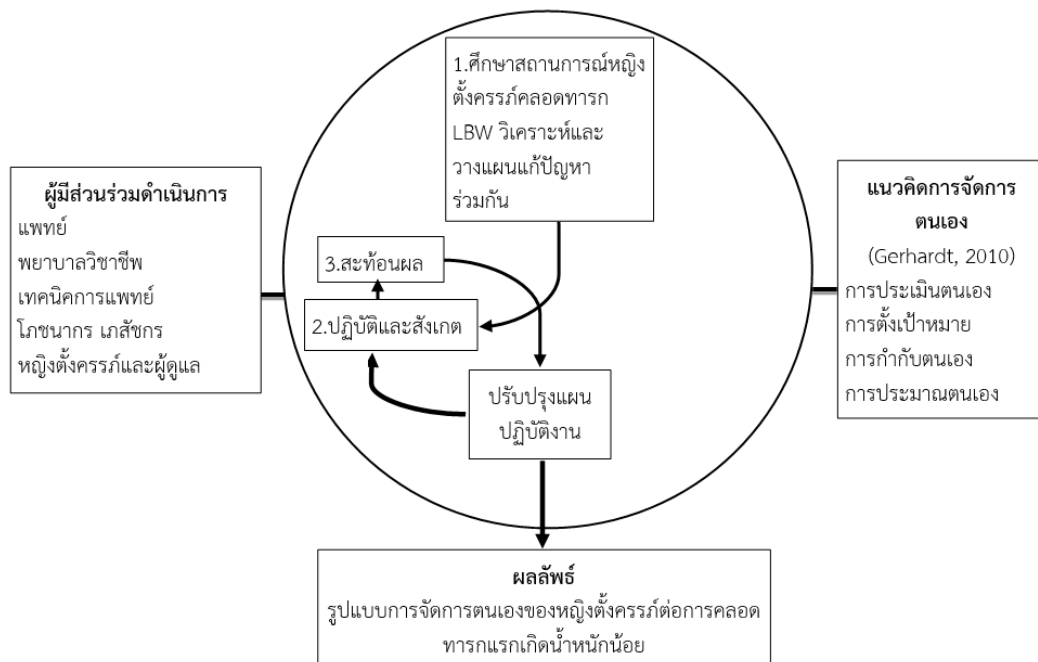 1.ศึกษาสถานการณ์หญิง
ตั้งครรภ์คลอดทารก
LBW วิเคราะห์และ
วางแผนแก้ปัญหา
ร่วมกัน
ผู้มีส่วนร่วมดำเนินการ
แพทย์
พยาบาลวิชาชีพ
เทคนิคการแพทย์
โภชนากร เภสัชกร
หญิงตั้งครรภ์และผู้ดูแล
3.สะท้อนผล
2.ปฏิบัติและสังเกต
ปรับปรุงแผน
ปฏิบัติงาน
แนวคิดการจัดการ
ตนเอง
(Gerhardt, 2010)
การประเมินตนเอง
การตั้งเป้าหมาย
การกำกับตนเอง
การประมาณตนเอง
ผลลัพธ์
รูปแบบการจัดการตนเองของหญิงตั้งครรภ์ต่อการคลอด
ทารกแรกเกิดน้ำหนักน้อย